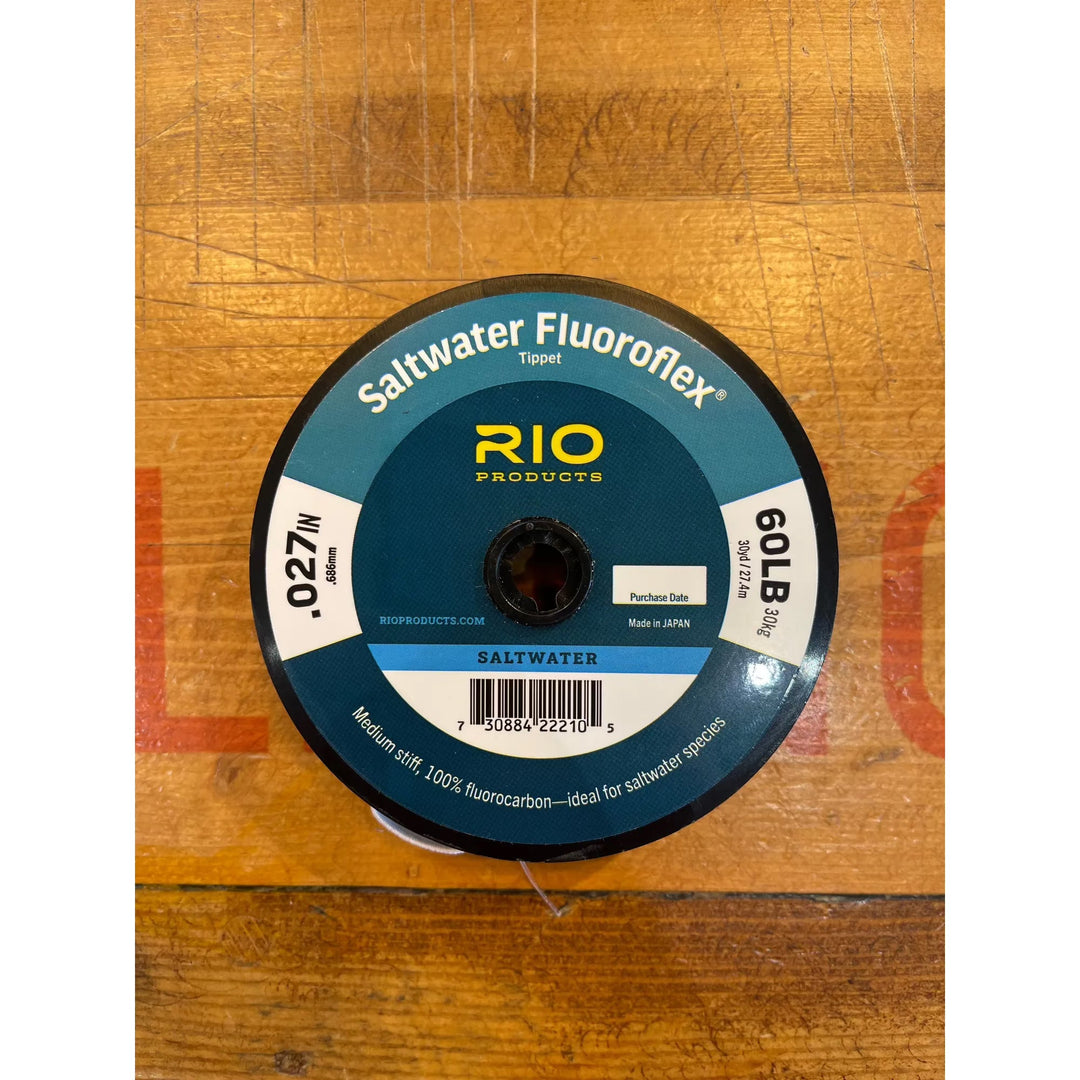 Saltwater Fluoroflex®
Tippet
RIO
PRODUCTS
.027IN
.686mm
60LB 30kg
30yd / 27.4m
Purchase Date
Made in JAPAN
RIOPRODUCTS.COM
SALTWATER
7 30884 22210 5
Medium stiff, 100% fluorocarbon—ideal for saltwater species